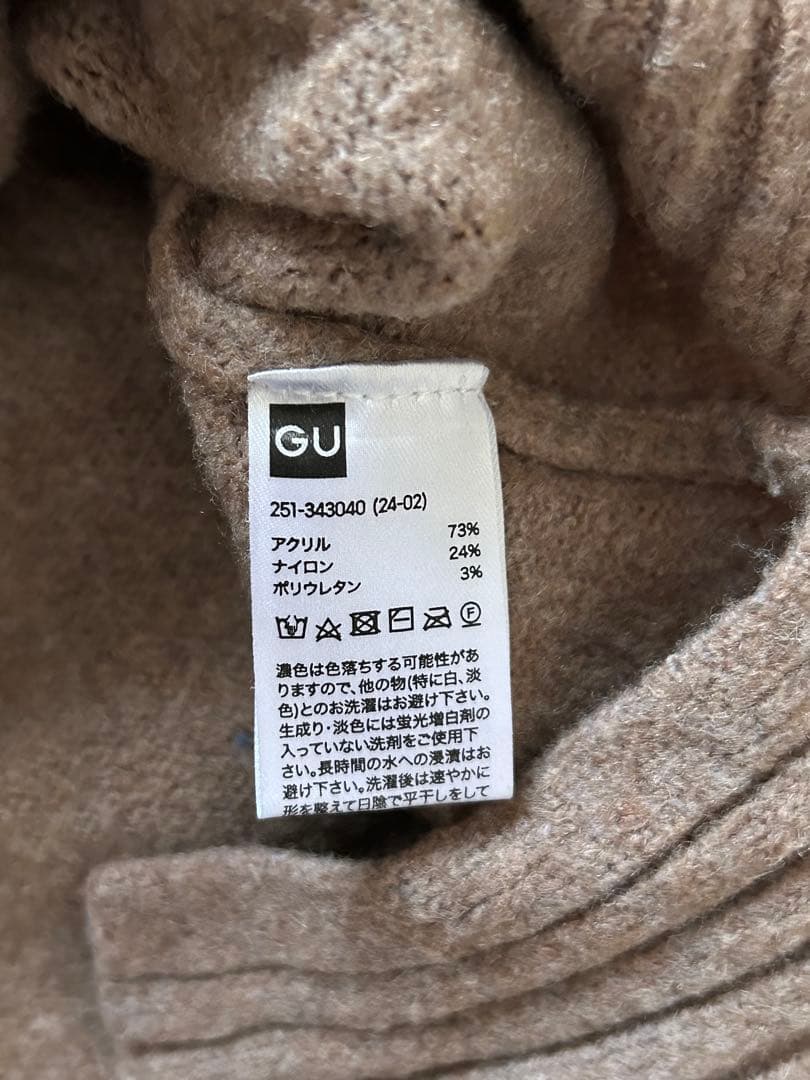 GU
251-343040 (24-02)
アクリル 73%
ナイロン 24%
ポリウレタン 3%
F
濃色は色落ちする可能性があ
りますので、他の物(特に白、淡
色)とのお洗濯はお避け下さい。
生成り・淡色には蛍光増白剤の
入っていない洗剤をご使用下
さい。長時間の水への浸漬はお
避け下さい。洗濯後は速やかに
形を整えて日陰で平干しをして